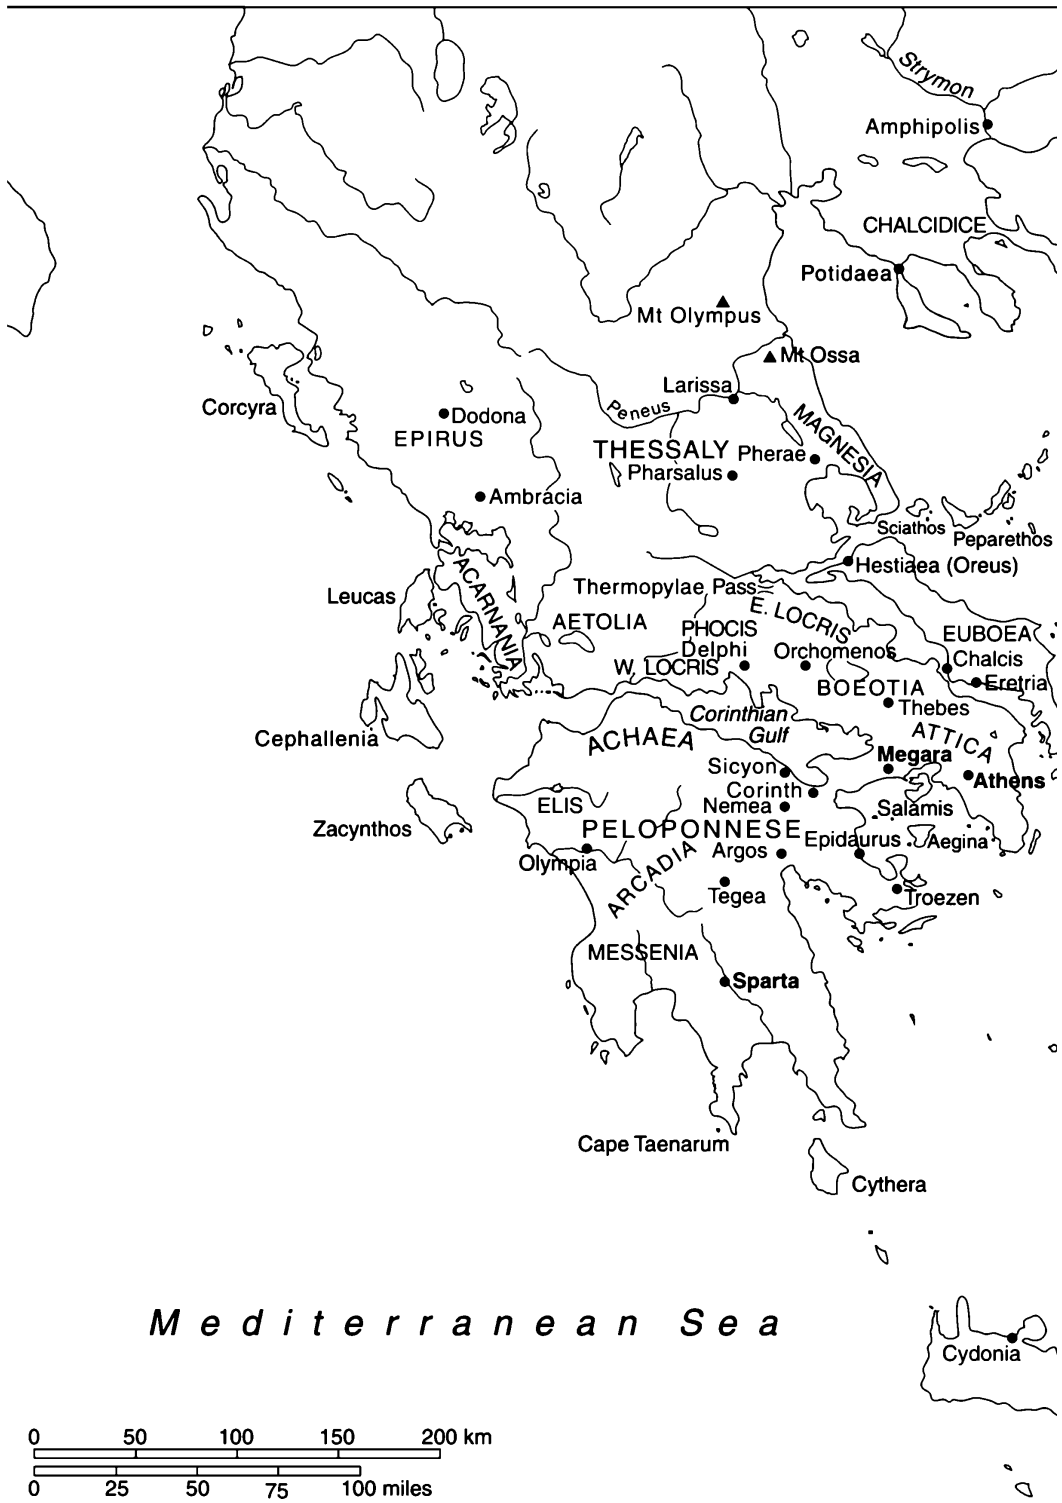 Strymon
Amphipolis
CHALCIDICE
Potidaea
Mt Olympus
Mt Ossa
Larissa
Corcyra
Peneus
Dodona
EPIRUS
MAGNESIA
THESSALY
Pherae
Pharsalus
Ambracia
Sciathos
Peparethos
Hestiaea (Oreus)
Thermopylae Pass
Leucas
ACARNANIA
AETOLIA
E. LOCRIS
PHOCIS
EUBOEA
Delphi
Orchomenos
Chalcis
W. LOCRIS
Eretria
BOEOTIA
Thebes
Corinthian
Gulf
ATTICA
Cephallenia
ACHAEA
Megara
Sicyon
Athens
Corinth
ELIS
Nemea
Salamis
Zacynthos
PELOPONNESE
Epidaurus
Aegina
Argos
Olympia
ARCADIA
Tegea
Troezen
MESSENIA
Sparta
Cape Taenarum
Cythera
Mediterranean Sea
Cydonia
0 50 100 150 200 km
0 25 50 75 100 miles